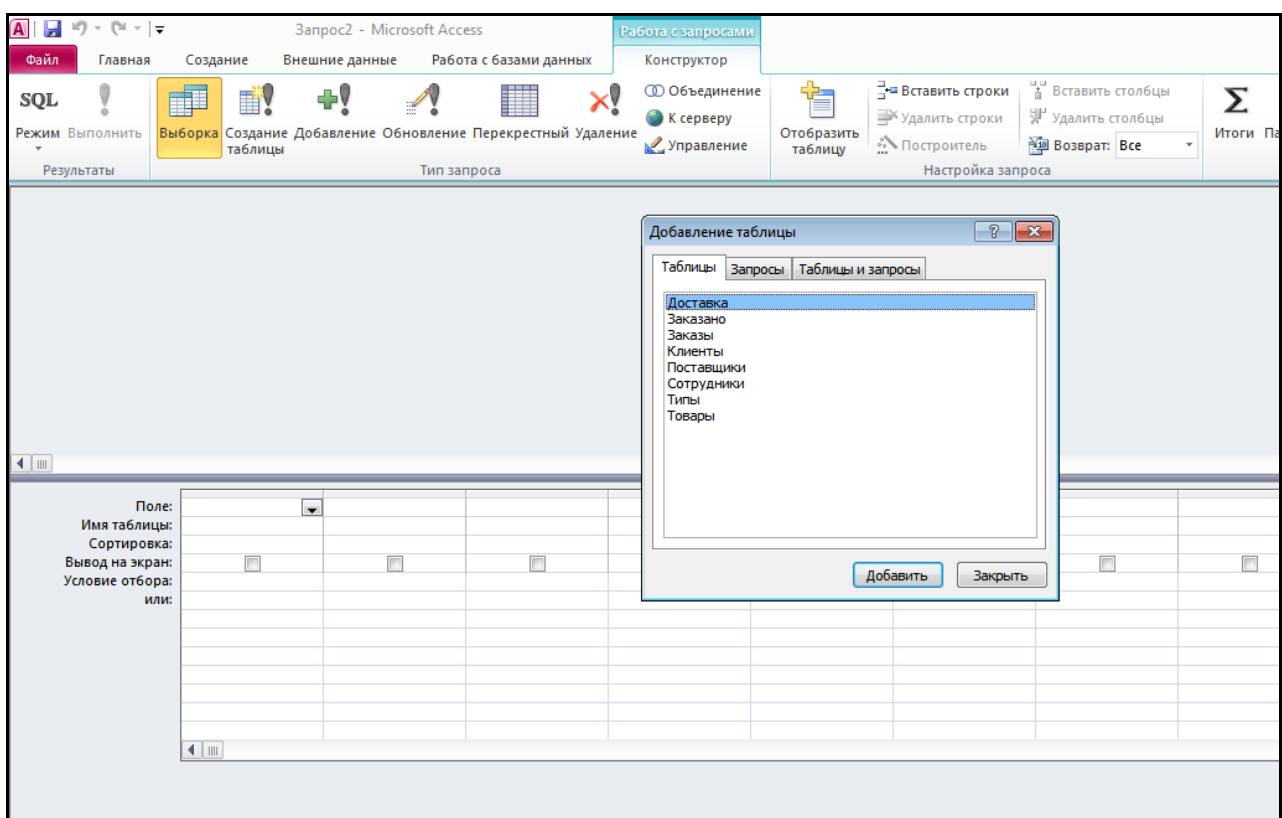 A
Запрос2 - Microsoft Access
Работа с запросами
Файл Главная Создание Внешние данные Работа с базами данных Конструктор
SQL
Режим Выполнить
Результаты
Выборка Создание таблицы Добавление Обновление Перекрестный Удаление
Объединение
К серверу
Управление
Тип запроса
Отобразить таблицу
Вставить строки
Удалить строки
Построитель
Вставить столбцы
Удалить столбцы
Возврат: Все
Настройка запроса
Σ
Итоги Па
Добавление таблицы
Таблицы Запросы Таблицы и запросы
Доставка
Заказано
Заказы
Клиенты
Поставщики
Сотрудники
Типы
Товары
Добавить Закрыть
Поле:
Имя таблицы:
Сортировка:
Вывод на экран:
Условие отбора:
или: